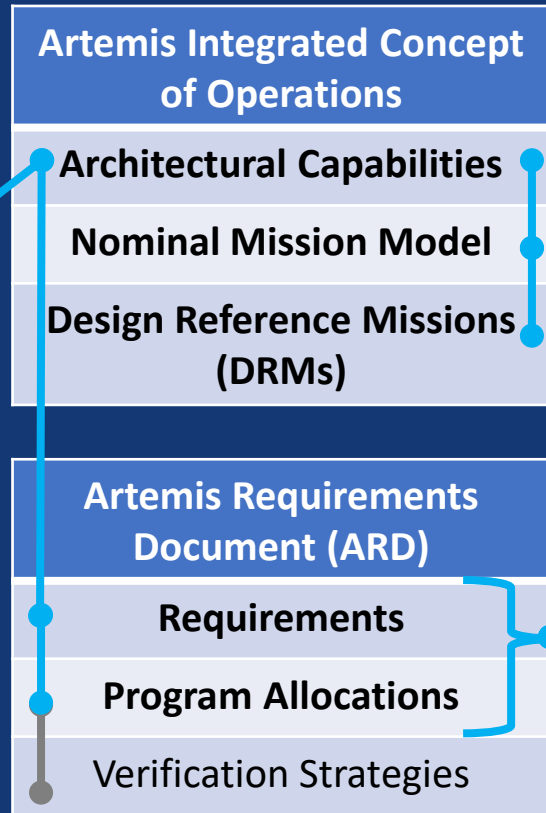 Artemis Integrated Concept
of Operations
Architectural Capabilities
Nominal Mission Model
Design Reference Missions
(DRMs)
Artemis Requirements
Document (ARD)
Requirements
Program Allocations
Verification Strategies